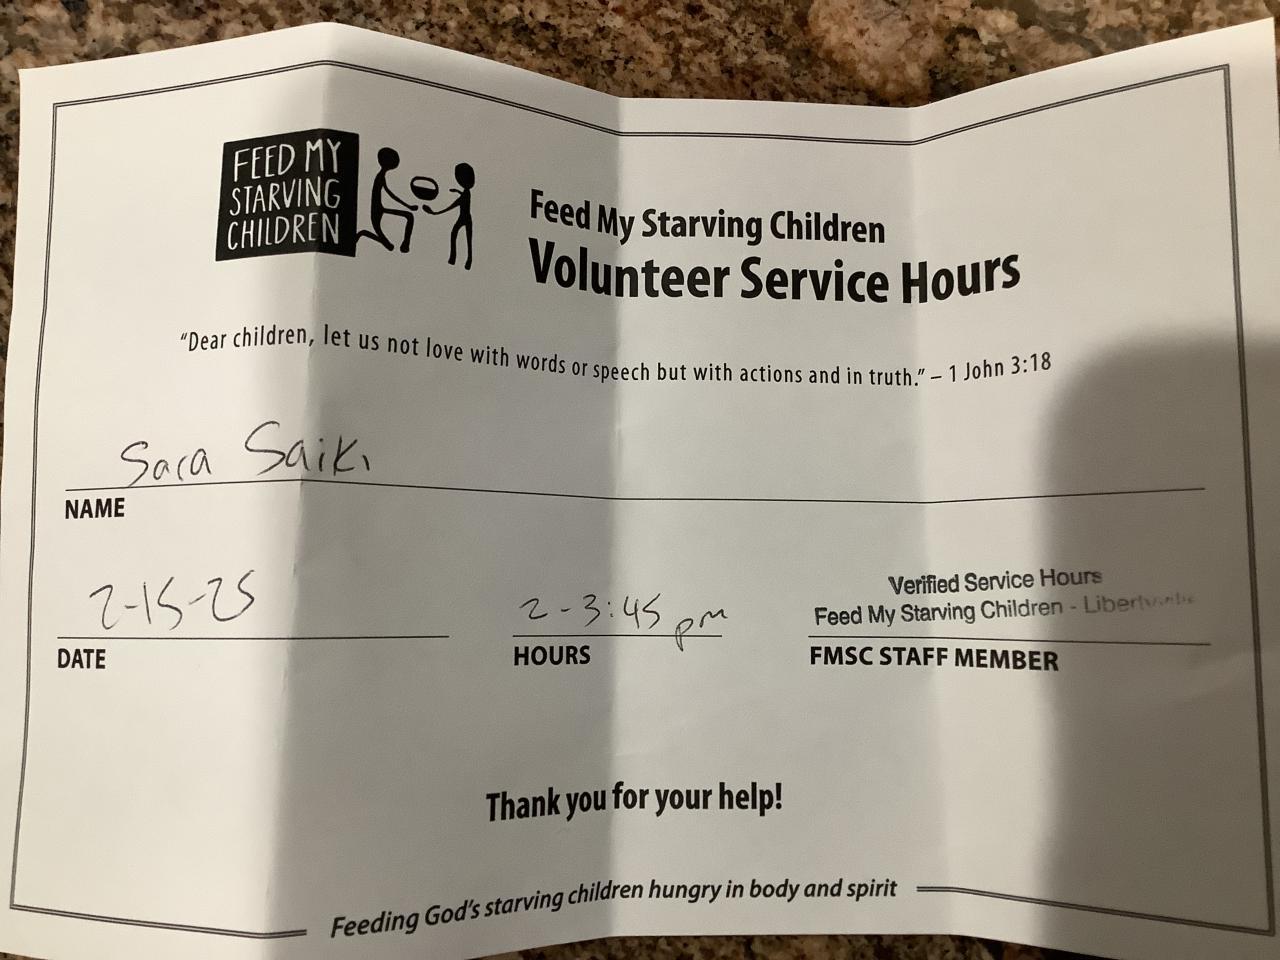 FEED MY
STARVING
CHILDREN
Feed My Starving Children
Volunteer Service Hours
“Dear children, let us not love with words or speech but with actions and in truth.” – 1 John 3:18
Sara Saiki
NAME
2-15-25
DATE
2-3:45 pm
HOURS
Verified Service Hours
Feed My Starving Children - Libertyville
FMSC STAFF MEMBER
Thank you for your help!
Feeding God's starving children hungry in body and spirit